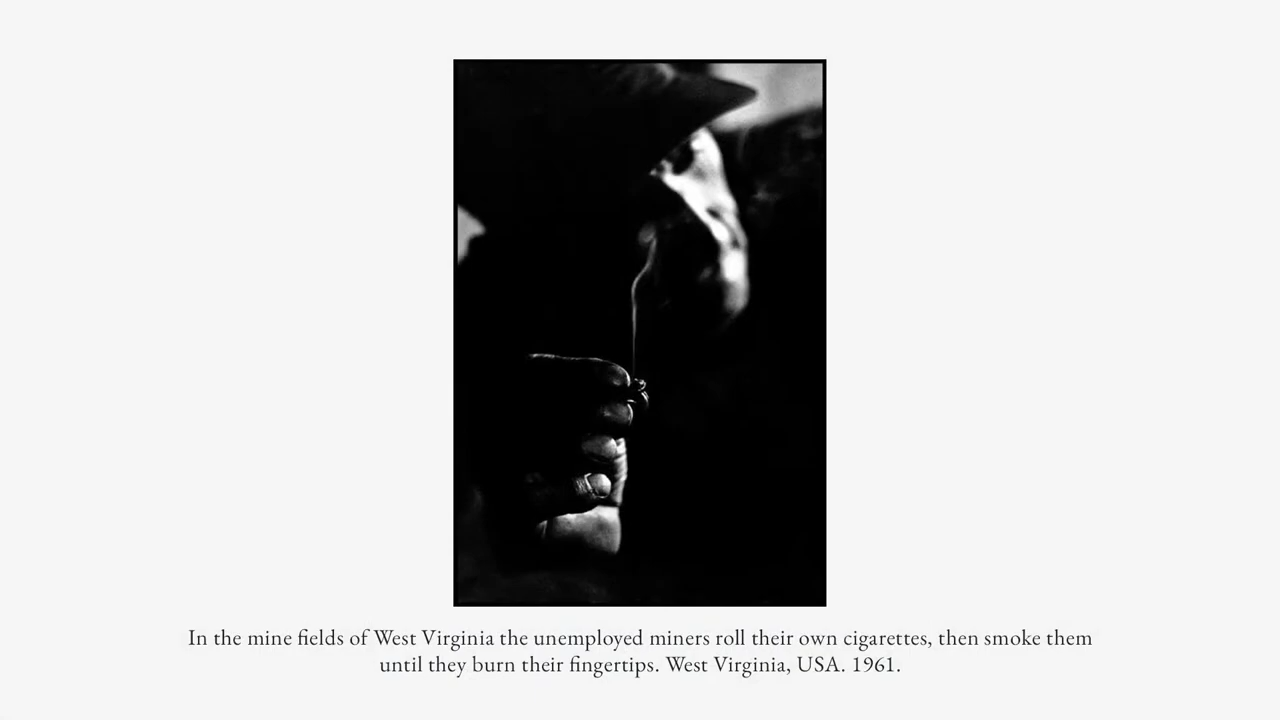 In the mine fields of West Virginia the unemployed miners roll their own cigarettes, then smoke them
until they burn their fingertips. West Virginia, USA. 1961.